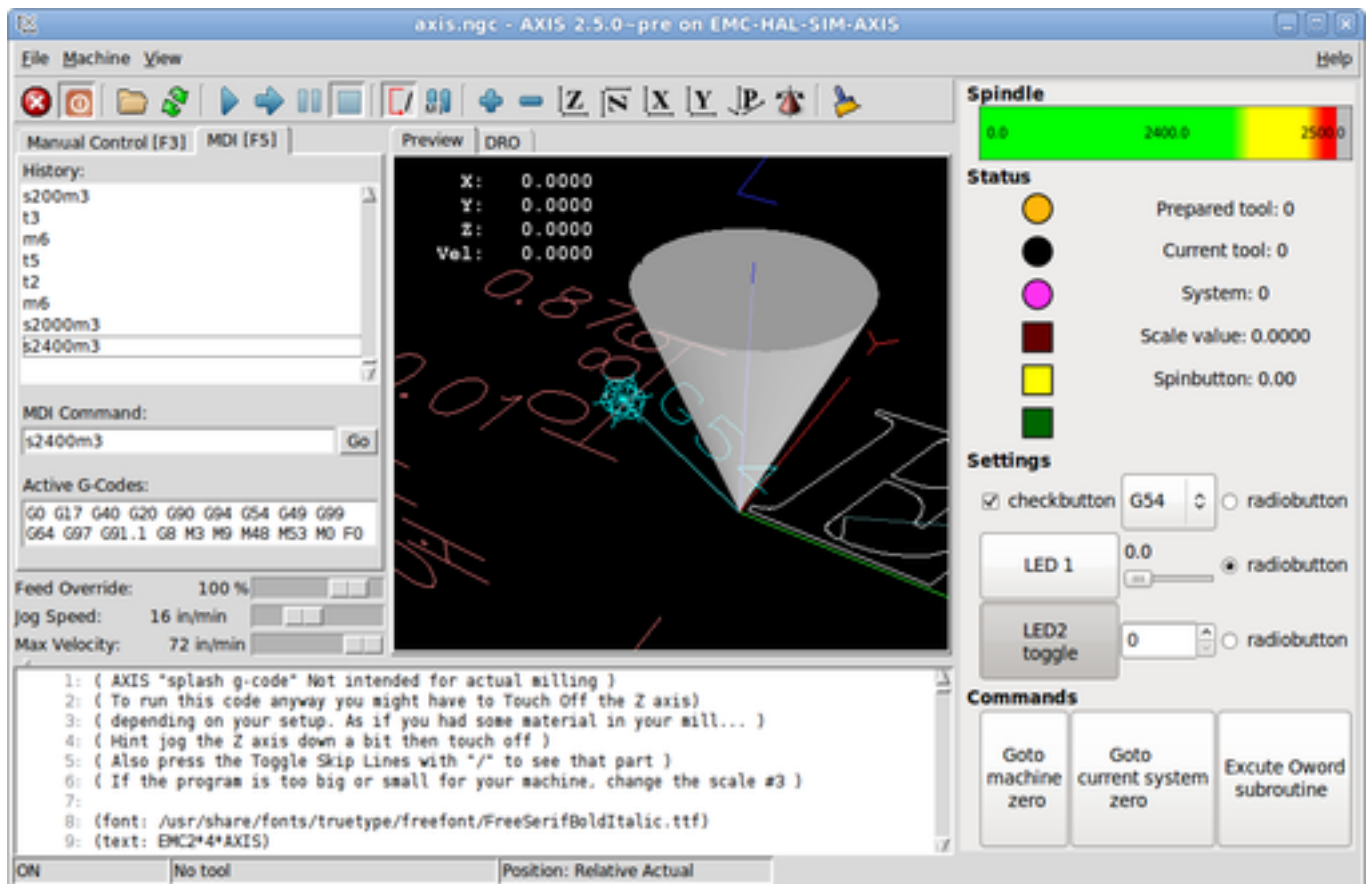 axis.ngc - AXIS 2.5.0~pre on EMC-HAL-SIM-AXIS
File Machine View Help
Manual Control [F3] MDI [F5]
History:
s200m3
t3
m6
t5
t2
m6
s2000m3
s2400m3
MDI Command:
s2400m3 Go
Active G-Codes:
G0 G17 G40 G20 G90 G94 G54 G49 G99
G64 G97 G91.1 G8 M3 M9 M48 M53 M0 F0
Feed Override: 100 %
Jog Speed: 16 in/min
Max Velocity: 72 in/min
Preview DRO
X: 0.0000
Y: 0.0000
Z: 0.0000
Vel: 0.0000
Spindle
0.0 2400.0 2500.0
Status
Prepared tool: 0
Current tool: 0
System: 0
Scale value: 0.0000
Spinbutton: 0.00
Settings
checkbutton G54 radiobutton
LED 1 0.0 radiobutton
LED2
toggle 0 radiobutton
Commands
Goto
machine
zero
Goto
current system
zero
Excute Oword
subroutine
1: ( AXIS "splash g-code" Not intended for actual milling )
2: ( To run this code anyway you might have to Touch Off the Z axis)
3: ( depending on your setup. As if you had some material in your mill... )
4: ( Hint jog the Z axis down a bit then touch off )
5: ( Also press the Toggle Skip Lines with "/" to see that part )
6: ( If the program is too big or small for your machine, change the scale #3 )
7:
8: (font: /usr/share/fonts/truetype/freefont/FreeSerifBoldItalic.ttf)
9: (text: EMC2*4*AXIS)
ON No tool Position: Relative Actual